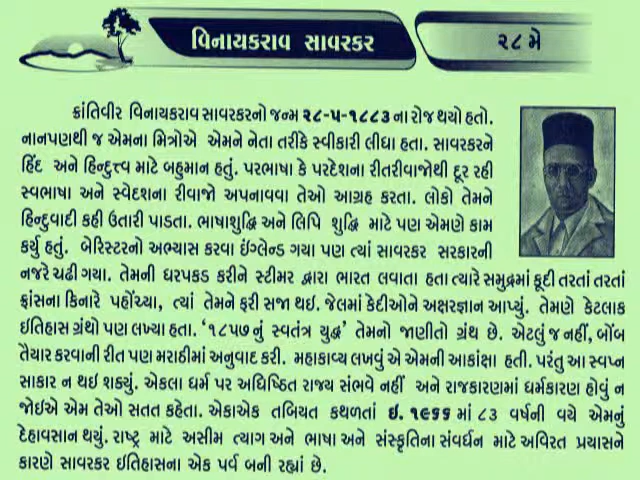 વિનાયકરાવ સાવરકર
૨૮ મે
ક્રાંતિવીર વિનાયકરાવ સાવરકરનો જન્મ ૨૮-૫-૧૮૮૩ ના રોજ થયો હતો.
નાનપણથી જ એમના મિત્રોએ એમને નેતા તરીકે સ્વીકારી લીધા હતા. સાવરકરને
હિંદ અને હિન્દુત્ત્વ માટે બહુમાન હતું. પરભાષા કે પરદેશના રીતરીવાજોથી દૂર રહી
સ્વભાષા અને સ્વેદશના રીવાજો અપનાવવા તેઓ આગ્રહ કરતા. લોકો તેમને
હિન્દુવાદી કહી ઉતારી પાડતા. ભાષાશુદ્ધિ અને લિપિ શુદ્ધિ માટે પણ એમણે કામ
કર્યુ હતું. બેરિસ્ટરનો અભ્યાસ કરવા ઈંગ્લેન્ડ ગયા પણ ત્યાં સાવરકર સરકારની
નજરે ચઢી ગયા. તેમની ધરપકડ કરીને સ્ટીમર દ્વારા ભારત લવાતા હતા ત્યારે સમુદ્રમાં કૂદી તરતાં તરતાં
ફ્રાંસના કિનારે પહોંચ્યા, ત્યાં તેમને ફરી સજા થઇ. જેલમાં કેદીઓને અક્ષરજ્ઞાન આપ્યું. તેમણે કેટલાક
ઇતિહાસ ગ્રંથો પણ લખ્યા હતા. ‘૧૮૫૭ નું સ્વતંત્ર યુદ્ધ’ તેમનો જાણીતો ગ્રંથ છે. એટલું જ નહીં, બોંબ
તૈયાર કરવાની રીત પણ મરાઠીમાં અનુવાદ કરી. મહાકાવ્ય લખવું એ એમની આકાંક્ષા હતી. પરંતુ આ સ્વપ્ન
સાકાર ન થઇ શક્યું. એકલા ધર્મ પર અધિષ્ઠિત રાજ્ય સંભવે નહીં અને રાજકારણમાં ધર્મકારણ હોવું ન
જોઇએ એમ તેઓ સતત કહેતા. એકાએક તબિયત કથળતાં ઇ. ૧૯૬૬ માં ૮૩ વર્ષની વયે એમનું
દેહાવસાન થયું. રાષ્ટ્ર માટે અસીમ ત્યાગ અને ભાષા અને સંસ્કૃતિના સંવર્ધન માટે અવિરત પ્રયાસને
કારણે સાવરકર ઇતિહાસના એક પર્વ બની રહ્યાં છે.